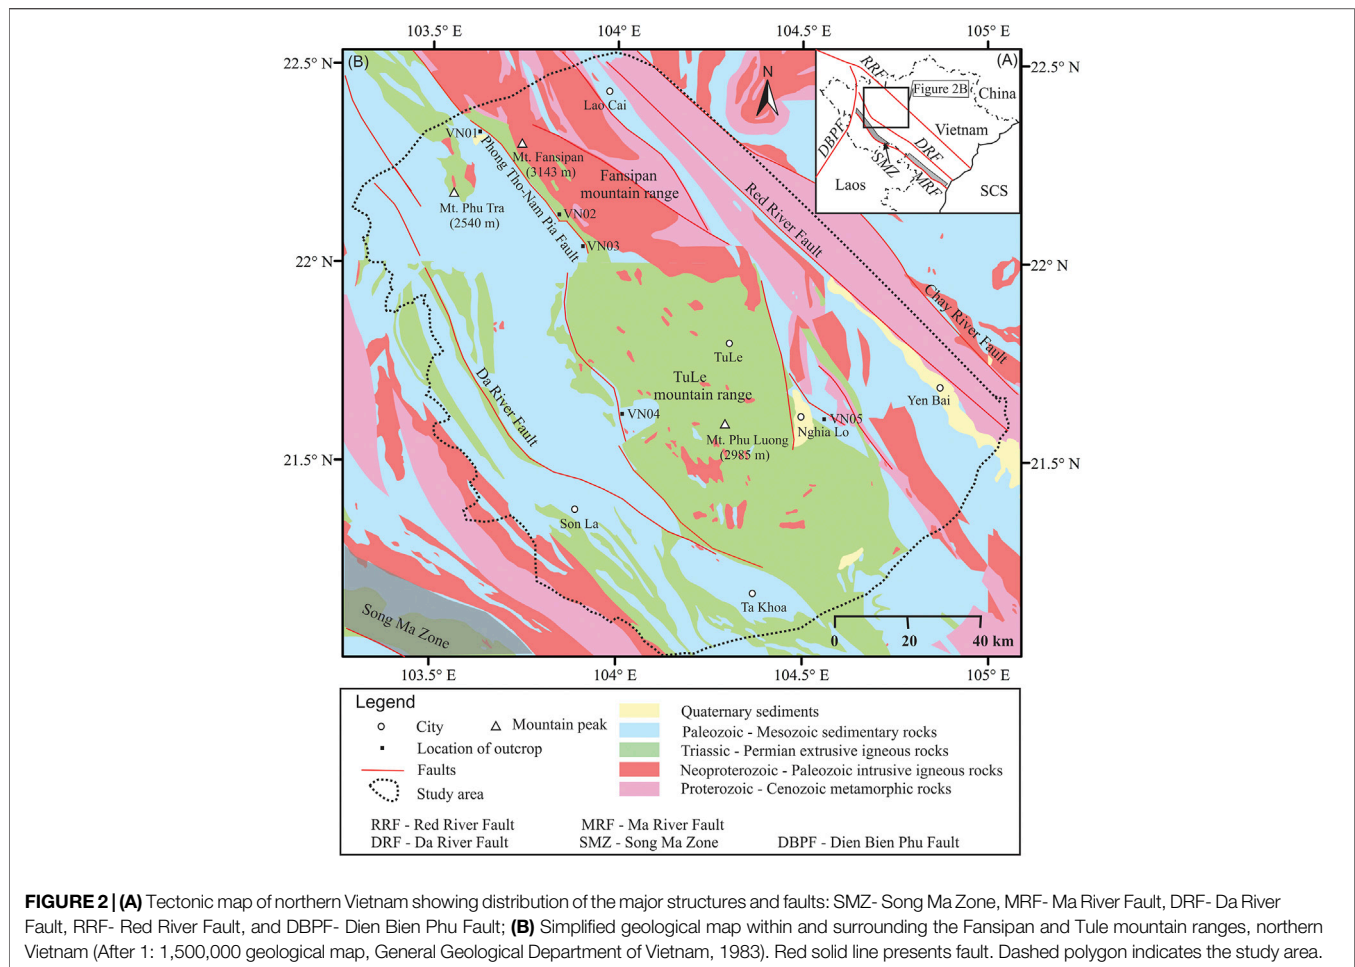 103.5° E
104° E
104.5° E
105° E
(B)
(A)
22.5° N
22.5° N
N
RRF
China
Figure 2B
Vietnam
DBPF
DRF
SMZ
MRF
Laos
SCS
Lao Cai
VN01
Mt. Fansipan
(3143 m)
Fansipan
mountain range
Phong Tho-Nam Pia Fault
Mt. Phu Tra
(2540 m)
VN02
VN03
Red River Fault
22° N
22° N
Chay River Fault
TuLe
TuLe
mountain range
Da River Fault
Yen Bai
VN04
VN05
Nghia Lo
Mt. Phu Luong
(2985 m)
21.5° N
21.5° N
Son La
Ta Khoa
Song Ma Zone
0
20
40 km
103.5° E
104° E
104.5° E
105° E
Legend
City
Mountain peak
Location of outcrop
Faults
Study area
Quaternary sediments
Paleozoic - Mesozoic sedimentary rocks
Triassic - Permian extrusive igneous rocks
Neoproterozoic - Paleozoic intrusive igneous rocks
Proterozoic - Cenozoic metamorphic rocks
RRF - Red River Fault
MRF - Ma River Fault
DRF - Da River Fault
SMZ - Song Ma Zone
DBPF - Dien Bien Phu Fault
FIGURE 2 | (A) Tectonic map of northern Vietnam showing distribution of the major structures and faults: SMZ- Song Ma Zone, MRF- Ma River Fault, DRF- Da River
Fault, RRF- Red River Fault, and DBPF- Dien Bien Phu Fault; (B) Simplified geological map within and surrounding the Fansipan and Tule mountain ranges, northern
Vietnam (After 1: 1,500,000 geological map, General Geological Department of Vietnam, 1983). Red solid line presents fault. Dashed polygon indicates the study area.